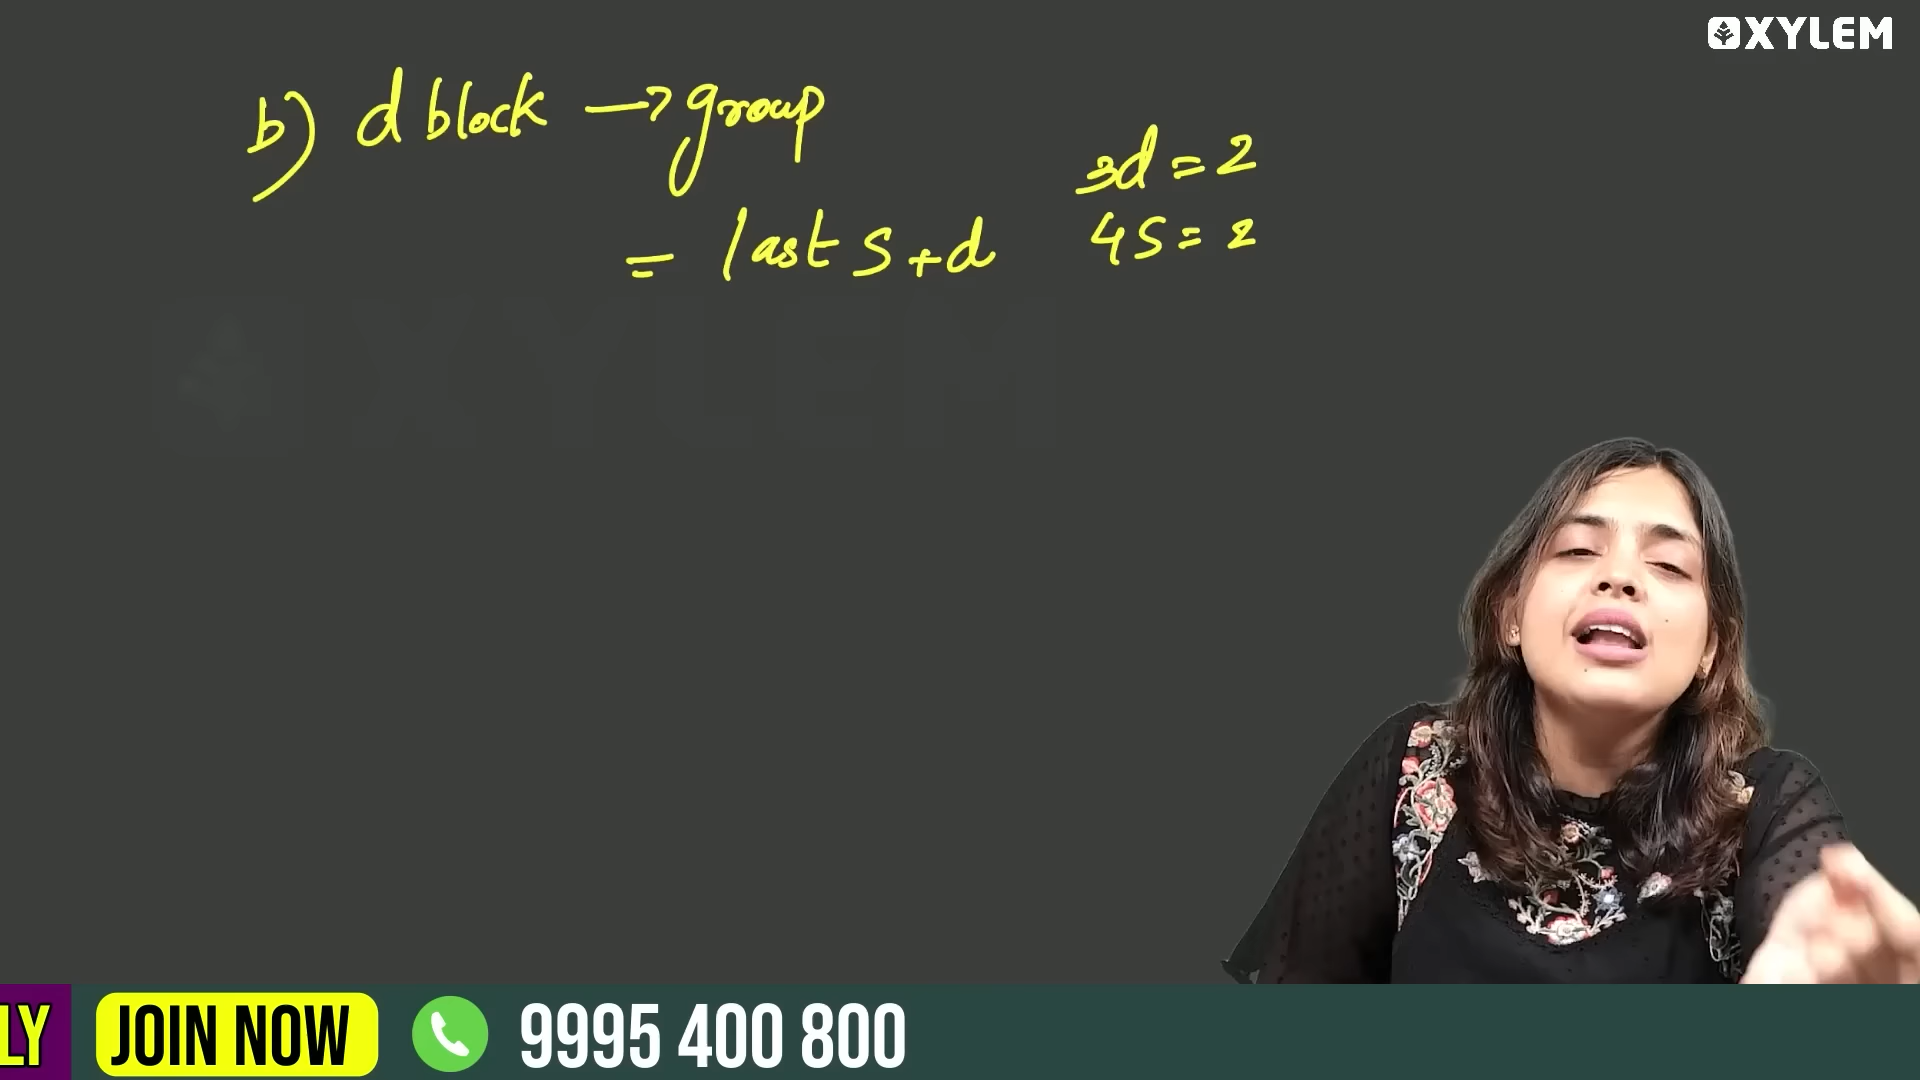 XYLEM
b) d block → group
= last s + d
3d = 2
4s = 2
LY
JOIN NOW
9995 400 800